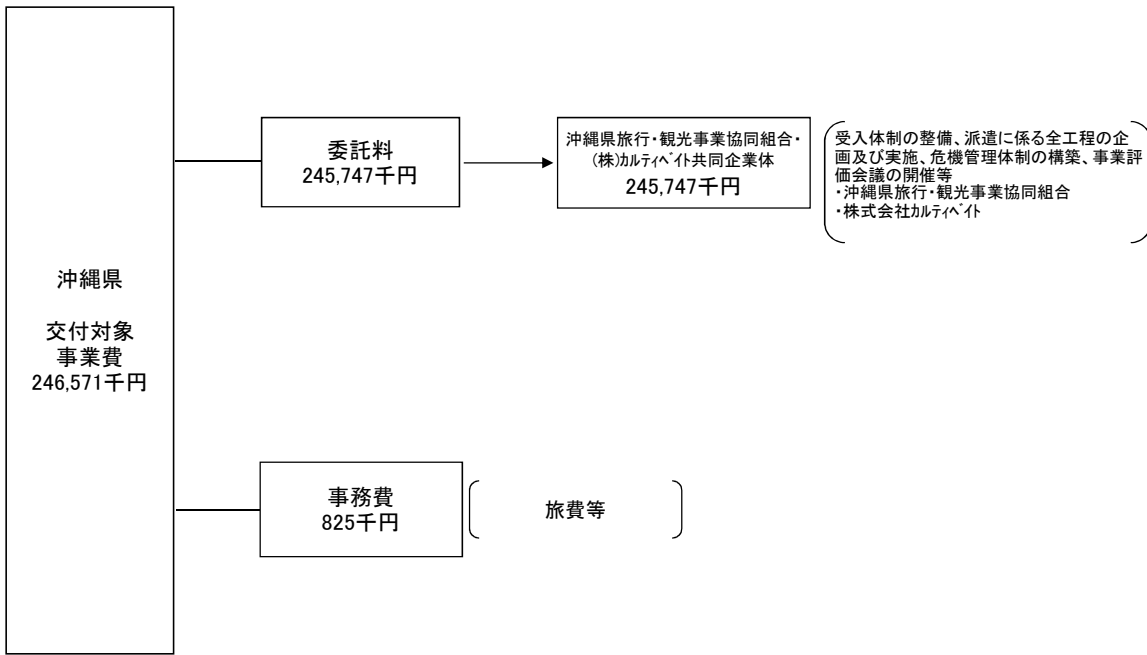 沖縄県
交付対象
事業費
246,571千円
委託料
245,747千円
沖縄県旅行・観光事業協同組合・
(株)ｶﾙﾃｨﾍﾞｲﾄ共同企業体
245,747千円
受入体制の整備、派遣に係る全工程の企
画及び実施、危機管理体制の構築、事業評
価会議の開催等
・沖縄県旅行・観光事業協同組合
・株式会社ｶﾙﾃｨﾍﾞｲﾄ
事務費
825千円
旅費等